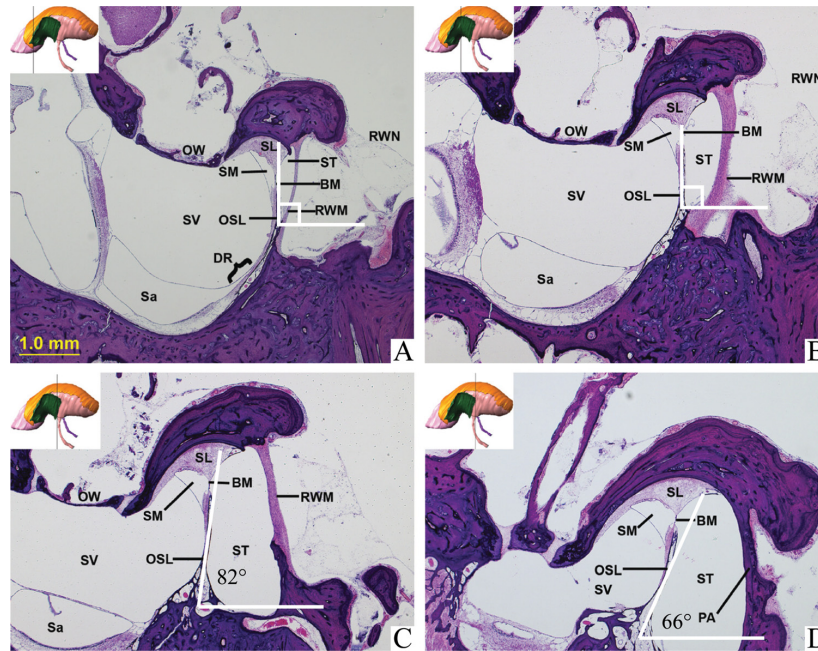 RWN
OW
SL
SM
ST
BM
RWM
SV
OSL
DR
Sa
1.0 mm
A
RWN
SL
OW
SM
BM
ST
SV
OSL
RWM
Sa
B
SL
OW
BM
SM
RWM
SV
OSL
ST
82°
Sa
C
SL
SM
BM
OSL
SV
ST
66°
PA
D